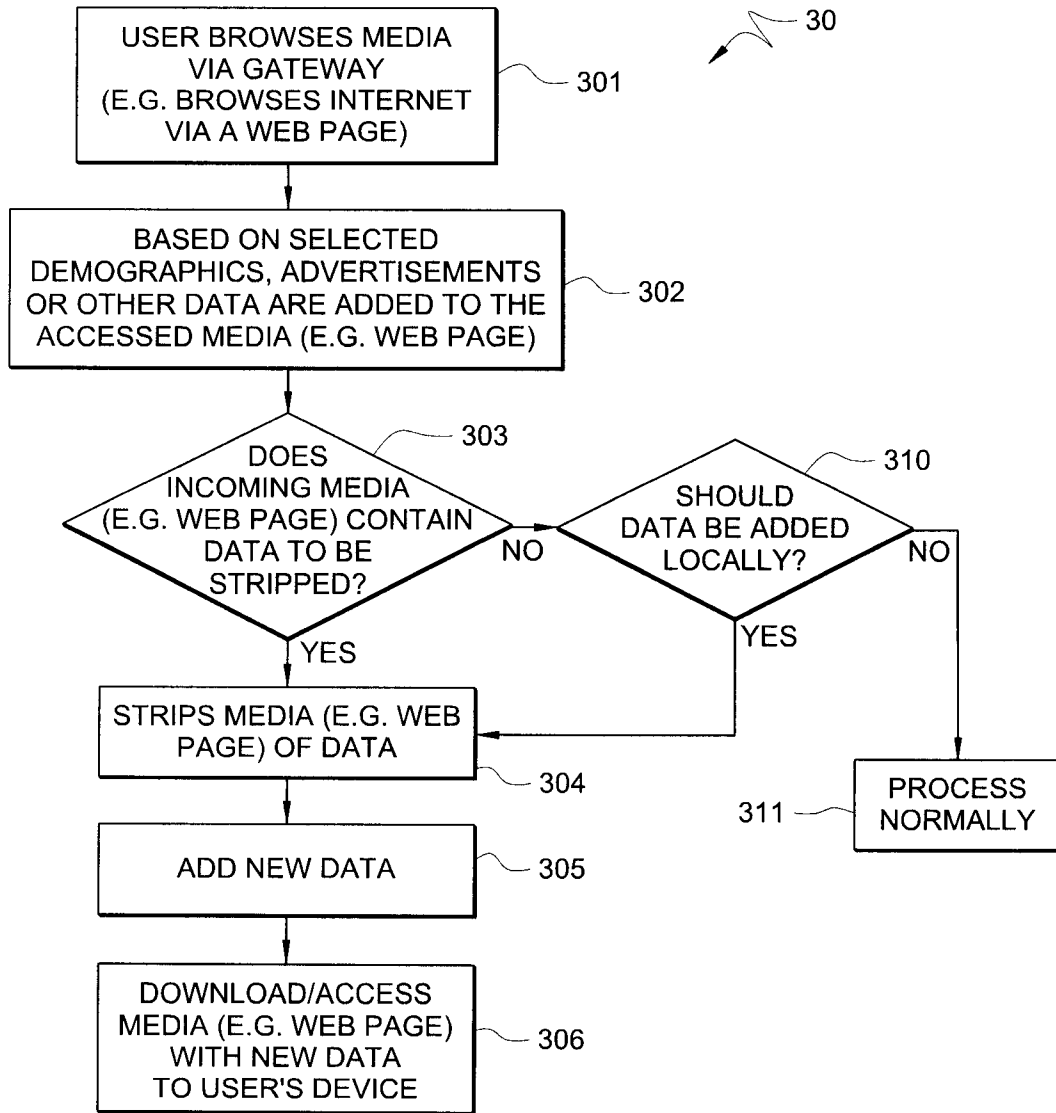 30
USER BROWSES MEDIA
VIA GATEWAY
(E.G. BROWSES INTERNET
VIA A WEB PAGE)
301
BASED ON SELECTED
DEMOGRAPHICS, ADVERTISEMENTS
OR OTHER DATA ARE ADDED TO THE
ACCESSED MEDIA (E.G. WEB PAGE)
302
DOES
INCOMING MEDIA
(E.G. WEB PAGE) CONTAIN
DATA TO BE
STRIPPED?
303
NO
YES
SHOULD
DATA BE ADDED
LOCALLY?
310
NO
YES
STRIPS MEDIA (E.G. WEB
PAGE) OF DATA
304
PROCESS
NORMALLY
311
ADD NEW DATA
305
DOWNLOAD/ACCESS
MEDIA (E.G. WEB PAGE)
WITH NEW DATA
TO USER'S DEVICE
306